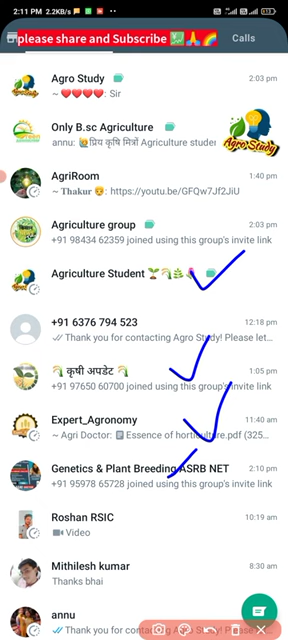 2:11 PM 2.2KB/s
please share and Subscribe 💹🙏🌈 Calls
Agro Study 2:03 pm
~ ❤️❤️❤️❤️: Sir
Only B.sc Agriculture
annu: 🙋प्रिय कृषि मित्रों Agriculture studen
Agro Study
AgriRoom 1:40 pm
~ Thakur 👴: https://youtu.be/GFQw7Jf2JiU
Agriculture group 2:03 pm
+91 98434 62359 joined using this group's invite link
Agriculture Student 🌱🌾🌿🌷
+91 6376 794 523 12:18 pm
Thank you for contacting Agro Study! Please let...
🌾 कृषी अपडेट 🌾 1:05 pm
+91 97650 60700 joined using this group's invite link
Expert_Agronomy 11:40 am
~ Agri Doctor: Essence of horticulture.pdf (325...
Genetics & Plant Breeding ASRB NET 2:10 pm
+91 95978 65728 joined using this group's invite link
Roshan RSIC 10:19 am
Video
Mithilesh kumar 8:30 am
Thanks bhai
annu
Thank you for contacting Agro Study! Please